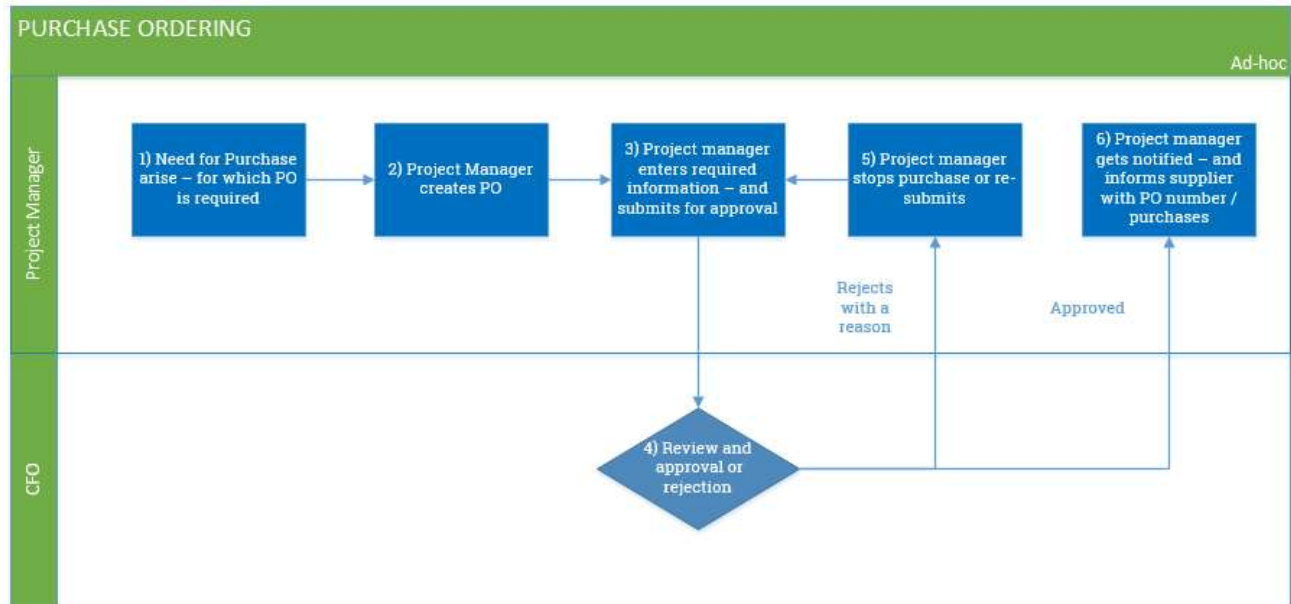 PURCHASE ORDERING
Ad-hoc
Project Manager
1) Need for Purchase
arise – for which PO
is required
2) Project Manager
creates PO
3) Project manager
enters required
information – and
submits for approval
5) Project manager
stops purchase or re-
submits
6) Project manager
gets notified – and
informs supplier
with PO number /
purchases
Rejects
with a
reason
Approved
CFO
4) Review and
approval or
rejection